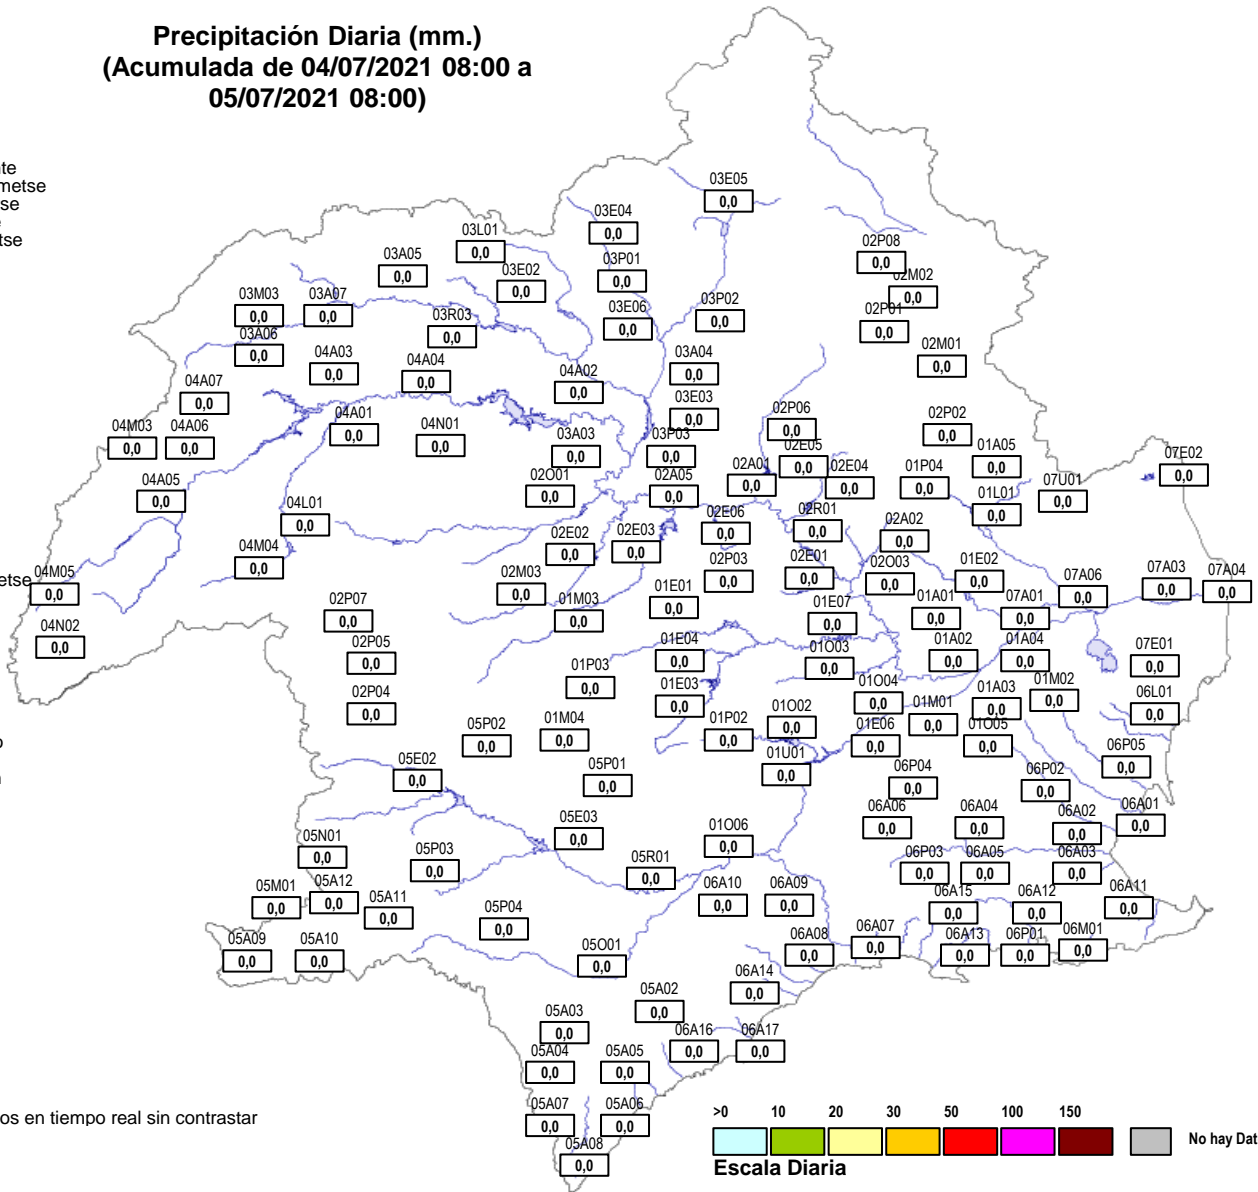 Precipitación Diaria (mm.)
(Acumulada de 04/07/2021 08:00 a
05/07/2021 08:00)
te
metse
se
tse
03E05
0,0
03E04
0,0
03L01
0,0
03A05
0,0
03P01
0,0
03E02
0,0
02P08
0,0
02M02
0,0
03M03
0,0
03A07
0,0
03R03
0,0
03E06
0,0
03P02
0,0
02P01
0,0
03A06
0,0
04A03
0,0
04A04
0,0
04A02
0,0
03A04
0,0
02M01
0,0
04A07
0,0
03E03
0,0
04M03
0,0
04A06
0,0
04A01
0,0
04N01
0,0
03A03
0,0
03P03
0,0
02P06
0,0
02P02
0,0
02E05
0,0
01A05
0,0
07E02
0,0
04A05
0,0
02O01
0,0
02A05
0,0
02A01
0,0
02E04
0,0
01P04
0,0
07U01
0,0
01L01
0,0
04L01
0,0
02E06
0,0
02R01
0,0
02A02
0,0
04M04
0,0
02E02
0,0
02E03
0,0
metse
04M05
0,0
02M03
0,0
02P03
0,0
02E01
0,0
02O03
0,0
01E02
0,0
07A06
0,0
07A03
0,0
07A04
0,0
04N02
0,0
02P07
0,0
01M03
0,0
01E01
0,0
01E07
0,0
01A01
0,0
07A01
0,0
02P05
0,0
01E04
0,0
01O03
0,0
01A02
0,0
01A04
0,0
07E01
0,0
02P04
0,0
01P03
0,0
01E03
0,0
01O04
0,0
01M01
0,0
01A03
0,0
01M02
0,0
06L01
0,0
05P02
0,0
01M04
0,0
01P02
0,0
01O02
0,0
01E06
0,0
01O05
0,0
05E02
0,0
05P01
0,0
01U01
0,0
06P04
0,0
06P02
0,0
06P05
0,0
05E03
0,0
01O06
0,0
06A06
0,0
06A04
0,0
06A02
0,0
06A01
0,0
05N01
0,0
05P03
0,0
05R01
0,0
06P03
0,0
06A05
0,0
06A03
0,0
05M01
0,0
05A12
0,0
05A11
0,0
05P04
0,0
06A10
0,0
06A09
0,0
06A15
0,0
06A12
0,0
06A11
0,0
05A09
0,0
05A10
0,0
05O01
0,0
06A08
0,0
06A07
0,0
06A13
0,0
06P01
0,0
06M01
0,0
06A14
0,0
05A02
0,0
05A03
0,0
06A16
0,0
06A17
0,0
05A04
0,0
05A05
0,0
05A07
0,0
05A06
0,0
05A08
0,0
os en tiempo real sin contrastar
>0 10 20 30 50 100 150
No hay Dat
Escala Diaria